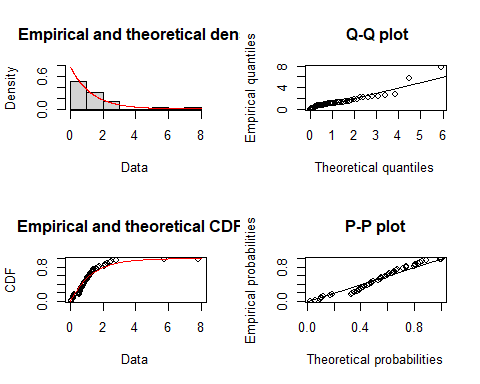 Empirical and theoretical den
Density
0.0
0.6
0
2
4
6
8
Data
Q-Q plot
Empirical quantiles
0
4
8
0
1
2
3
4
5
6
Theoretical quantiles
Empirical and theoretical CDF
CDF
0.0
0.8
0
2
4
6
8
Data
P-P plot
Empirical probabilities
0.0
0.8
0.0
0.4
0.8
Theoretical probabilities